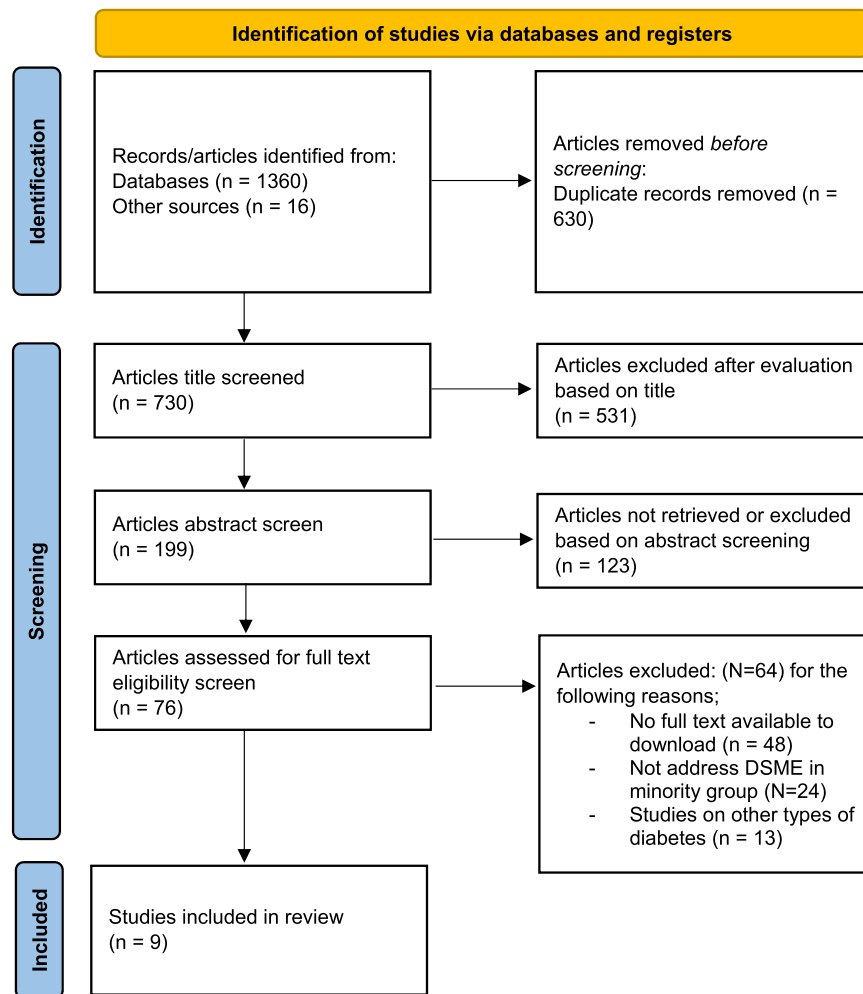 Identification of studies via databases and registers
Identification
Records/articles identified from:
Databases (n = 1360)
Other sources (n = 16)
Articles removed before
screening:
Duplicate records removed (n =
630)
Screening
Articles title screened
(n = 730)
Articles excluded after evaluation
based on title
(n = 531)
Articles abstract screen
(n = 199)
Articles not retrieved or excluded
based on abstract screening
(n = 123)
Articles assessed for full text
eligibility screen
(n = 76)
Articles excluded: (N=64) for the
following reasons;
- No full text available to
download (n = 48)
- Not address DSME in
minority group (N=24)
- Studies on other types of
diabetes (n = 13)
Included
Studies included in review
(n = 9)